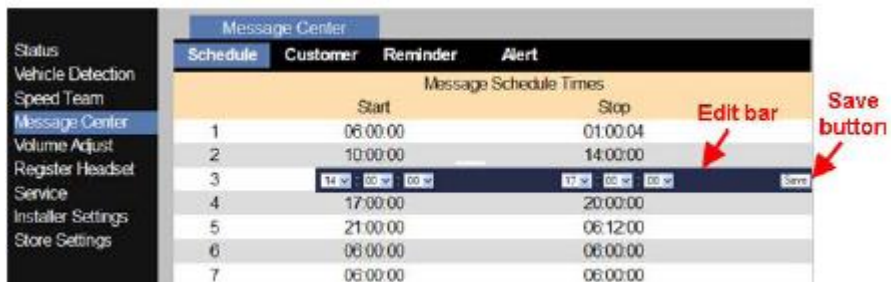 Message Center
Status
Vehicle Detection
Speed Team
Message Center
Volume Adjust
Register Headset
Service
Installer Settings
Store Settings
Schedule Customer Reminder Alert
Message Schedule Times
Start Stop
1 06:00:00 01:00:04
2 10:00:00 14:00:00
3 14 : 00 : 00 17 : 00 : 00 Save
4 17:00:00 20:00:00
5 21:00:00 06:12:00
6 06:00:00 06:00:00
7 06:00:00 06:00:00
Edit bar
Save
button